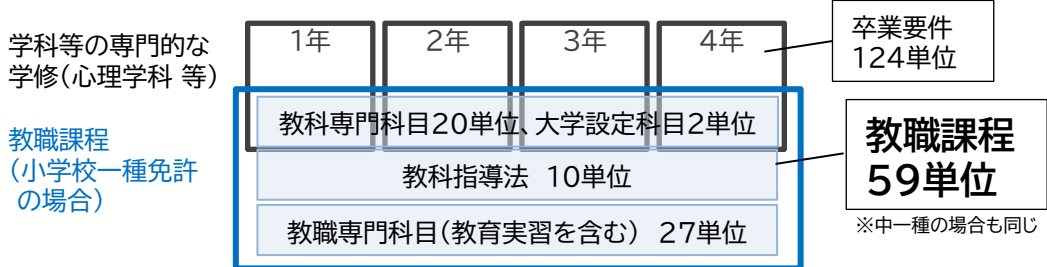 学科等の専門的な
学修(心理学科 等)
1年 2年 3年 4年
卒業要件
124単位
教職課程
(小学校一種免許
の場合)
教科専門科目20単位、大学設定科目2単位
教科指導法 10単位
教職専門科目(教育実習を含む) 27単位
教職課程
59単位
※中一種の場合も同じ